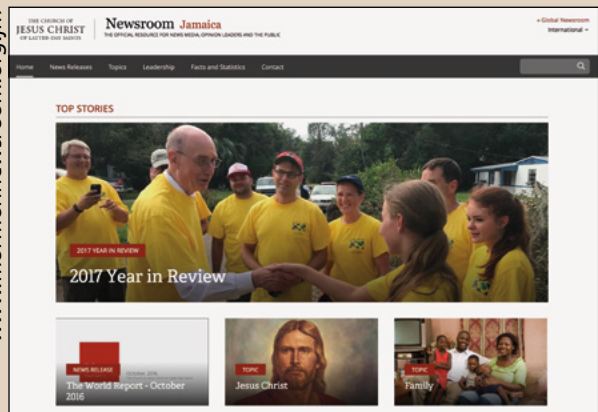 THE CHURCH OF
JESUS CHRIST
OF LATTER-DAY SAINTS
Newsroom Jamaica
THE OFFICIAL RESOURCE FOR NEWS MEDIA, OPINION LEADERS AND THE PUBLIC
+ Global Newsroom
International
Home News Releases Topics Leadership Facts and Statistics Contact
TOP STORIES
2017 YEAR IN REVIEW
2017 Year in Review
October, 2016
NEWS RELEASE
The World Report - October
2016
TOPIC
Jesus Christ
TOPIC
Family